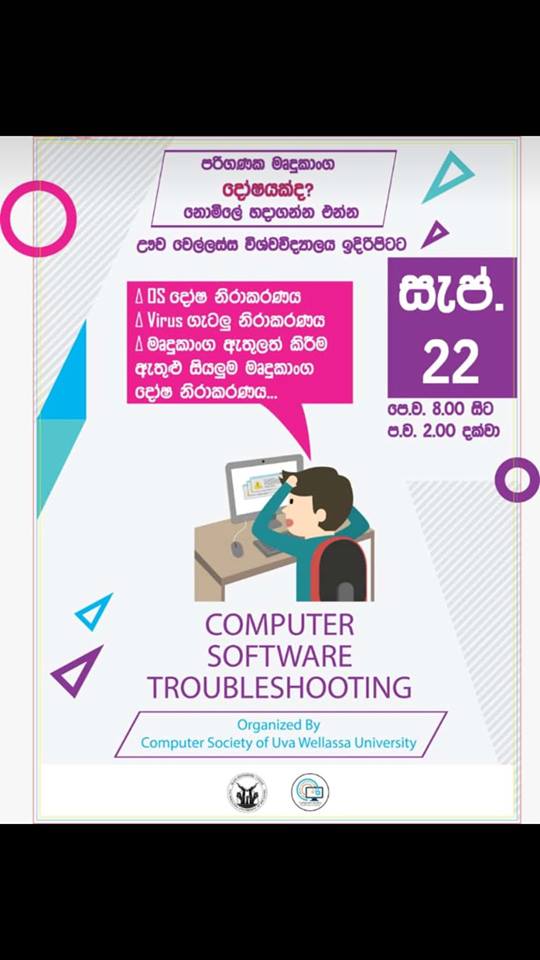 පරිගණක මෘදුකාංග
දෝෂයක්ද?
නොමිලේ හදාගන්න එන්න
ඌව වෙල්ලස්ස විශ්වවිද්‍යාලය ඉදිරිපිටට
සැප්.
22
පෙ.ව. 8.00 සිට
ප.ව. 2.00 දක්වා
Δ OS දෝෂ නිරාකරණය
Δ Virus ගැටලු නිරාකරණය
Δ මෘදුකාංග ඇතුලත් කිරීම
ඇතුළු සියලුම මෘදුකාංග
දෝෂ නිරාකරණය...
COMPUTER
SOFTWARE
TROUBLESHOOTING
Organized By
Computer Society of Uva Wellassa University